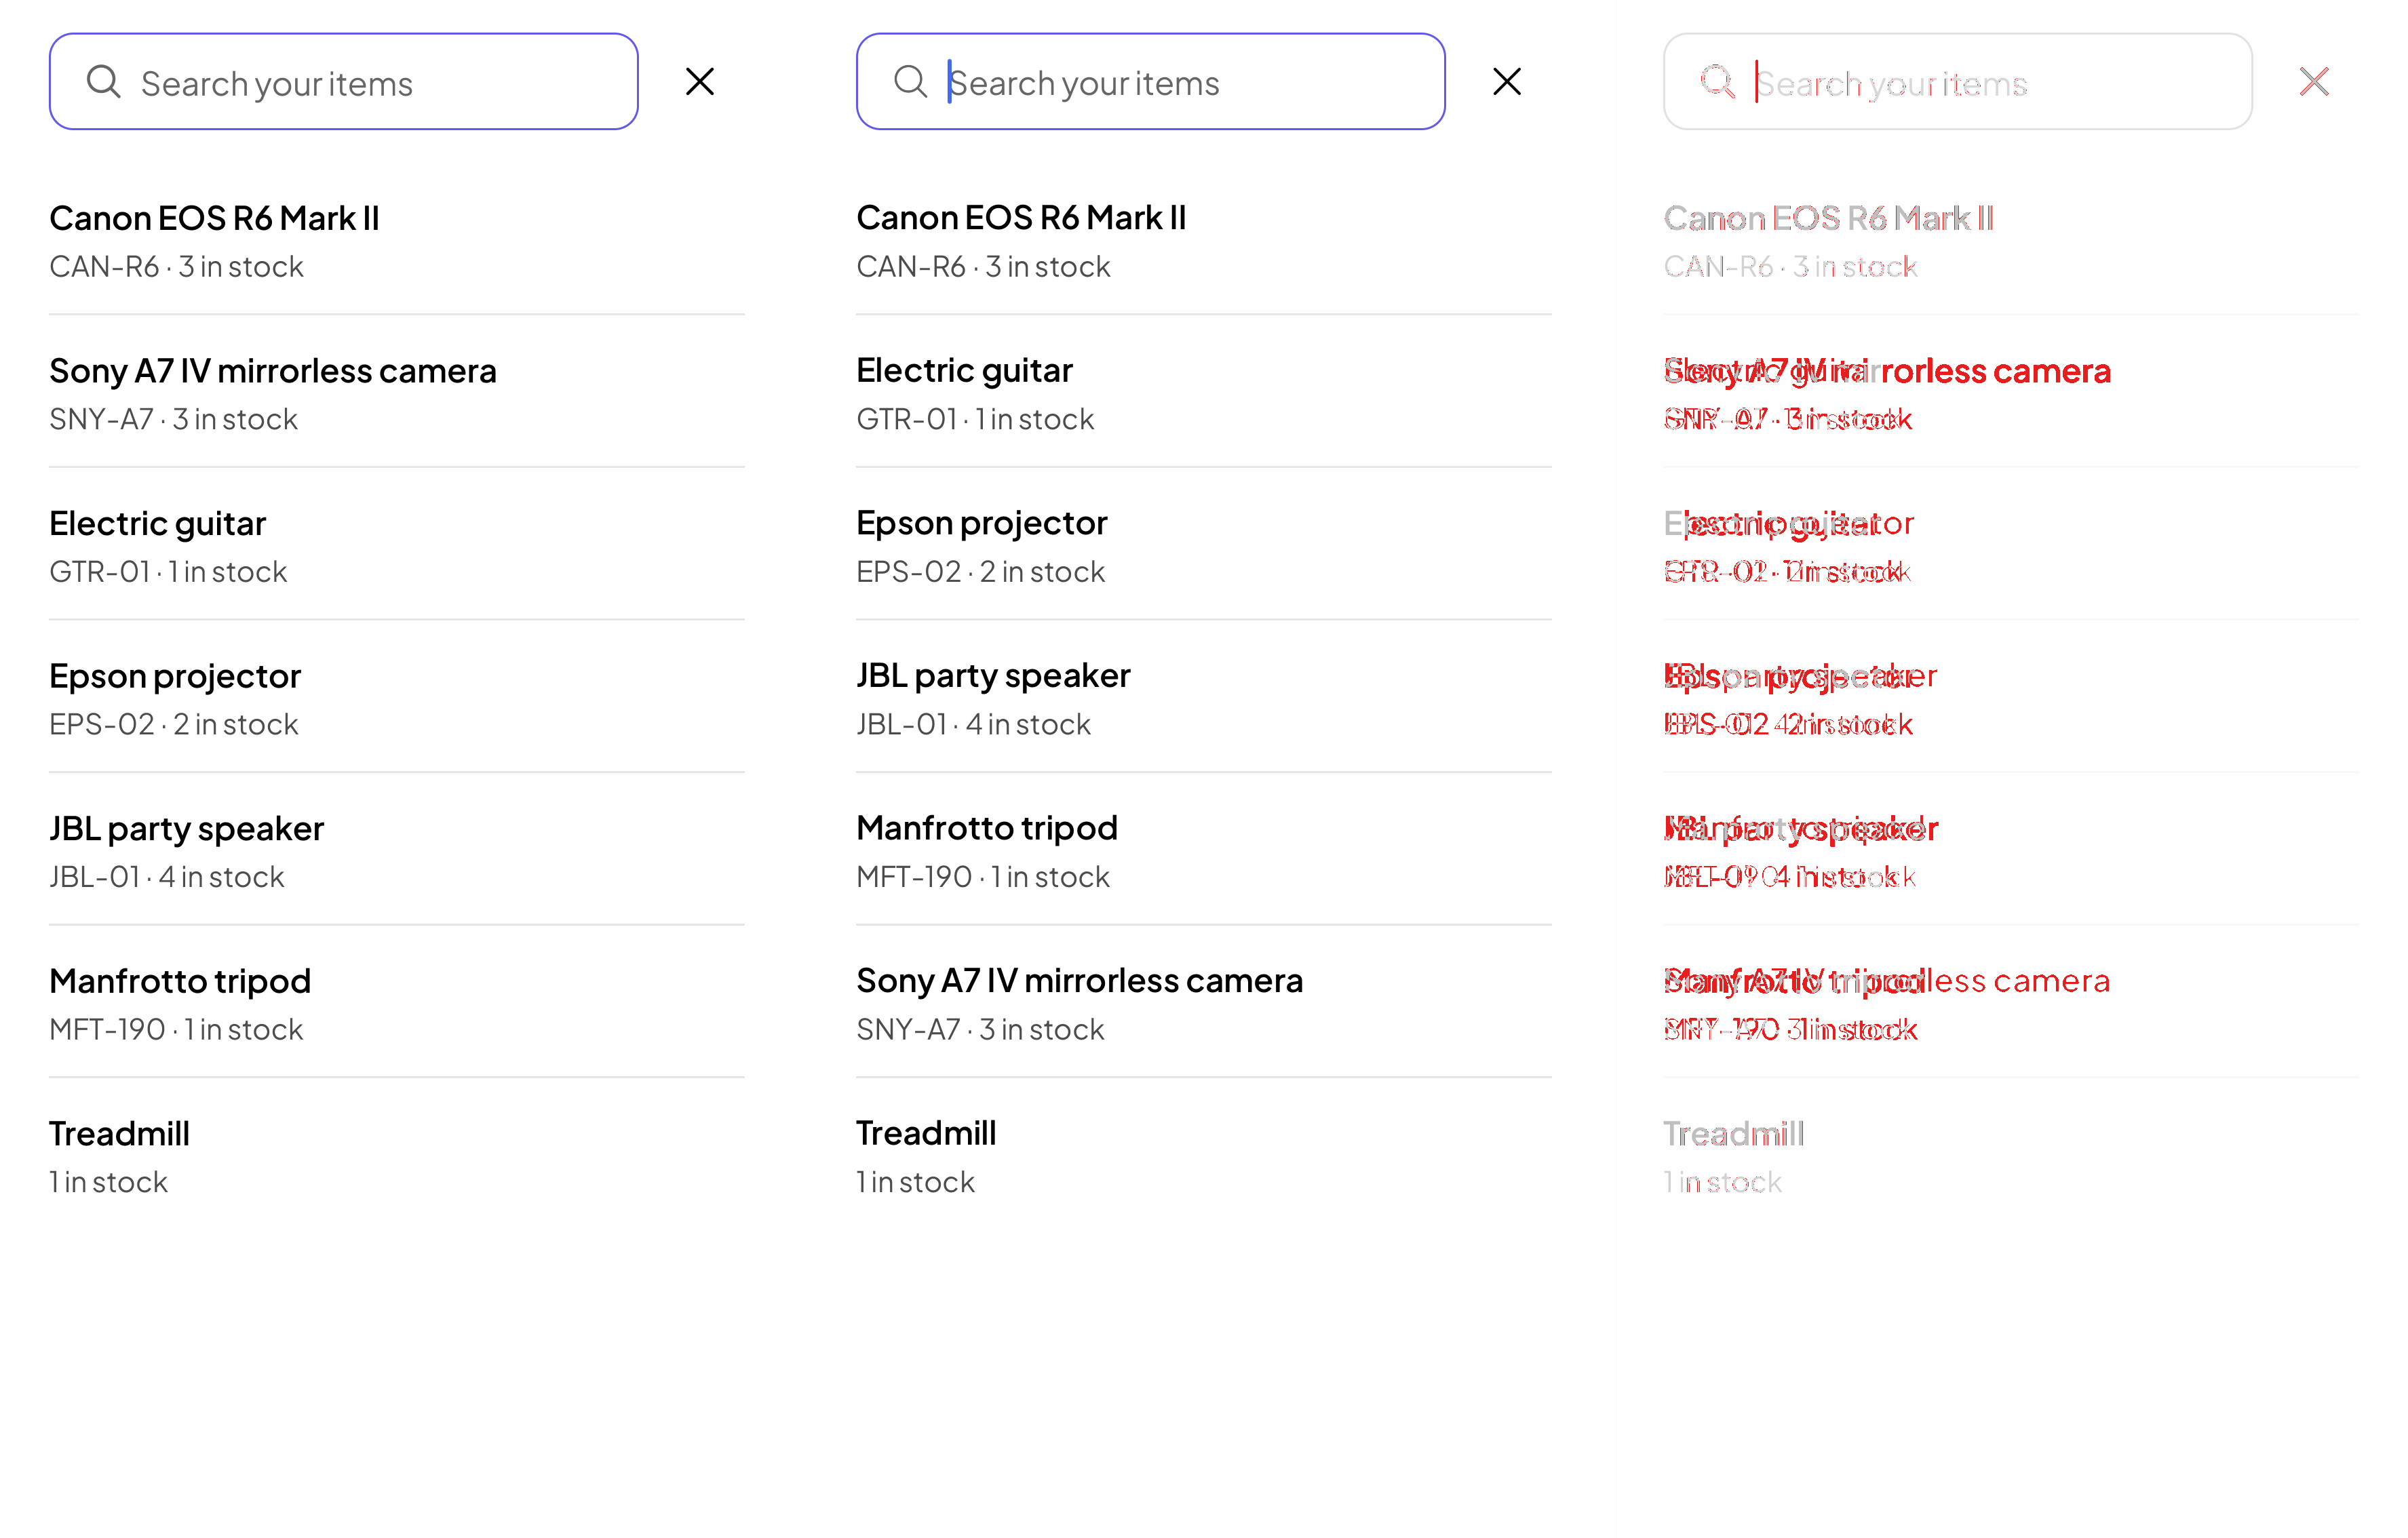 Search your items
Canon EOS R6 Mark II
CAN-R6 · 3 in stock
Sony A7 IV mirrorless camera
SNY-A7 · 3 in stock
Electric guitar
GTR-01 · 1 in stock
Epson projector
EPS-02 · 2 in stock
JBL party speaker
JBL-01 · 4 in stock
Manfrotto tripod
MFT-190 · 1 in stock
Treadmill
1 in stock
Search your items
Canon EOS R6 Mark II
CAN-R6 · 3 in stock
Electric guitar
GTR-01 · 1 in stock
Epson projector
EPS-02 · 2 in stock
JBL party speaker
JBL-01 · 4 in stock
Manfrotto tripod
MFT-190 · 1 in stock
Sony A7 IV mirrorless camera
SNY-A7 · 3 in stock
Treadmill
1 in stock
Search your items
Canon EOS R6 Mark II
CAN-R6 · 3 in stock
camera
Treadmill
1 in stock